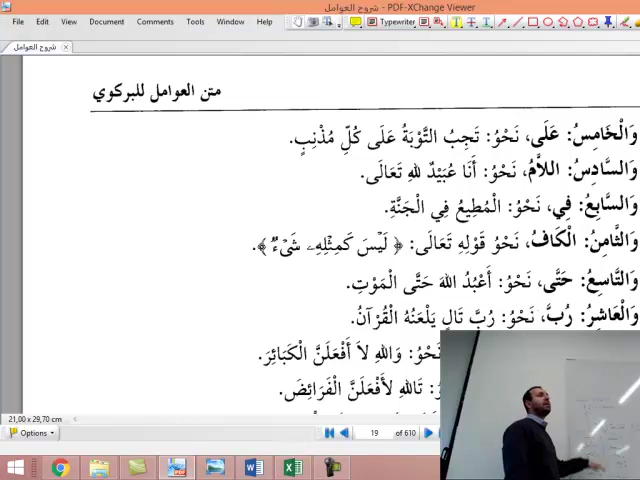 شروح العوامل - PDF-XChange Viewer
File Edit View Document Comments Tools Window Help
Typewriter
شروح العوامل
متن العوامل للبركوي
وَالْخَامِسُ: عَلَى، نَحْوُ: تَجِبُ التَّوْبَةُ عَلَى كُلِّ مُذْنِبٍ.
وَالسَّادِسُ: اللاَّمُ، نَحْوُ: أَنَا عُبَيْدٌ لِلهِ تَعَالَى.
وَالسَّابِعُ: فِي، نَحْوُ: الْمُطِيعُ فِي الْجَنَّةِ.
وَالثَّامِنُ: الْكَافُ، نَحْوُ قَوْلِهِ تَعَالَى: ﴿ لَيْسَ كَمِثْلِهِۦ شَىْءٌ ﴾.
وَالتَّاسِعُ: حَتَّى، نَحْوُ: أَعْبُدُ اللهَ حَتَّى الْمَوْتِ.
وَالْعَاشِرُ: رُبَّ، نَحْوُ: رُبَّ تَالٍ يَلْعَنُهُ الْقُرْآنُ.
نَحْوُ: وَاللهِ لاَ أَفْعَلَنَّ الْكَبَائِرَ.
تَاللهِ لأَفْعَلَنَّ الْفَرَائِضَ.
21,00 x 29,70 cm
Options
19 of 610